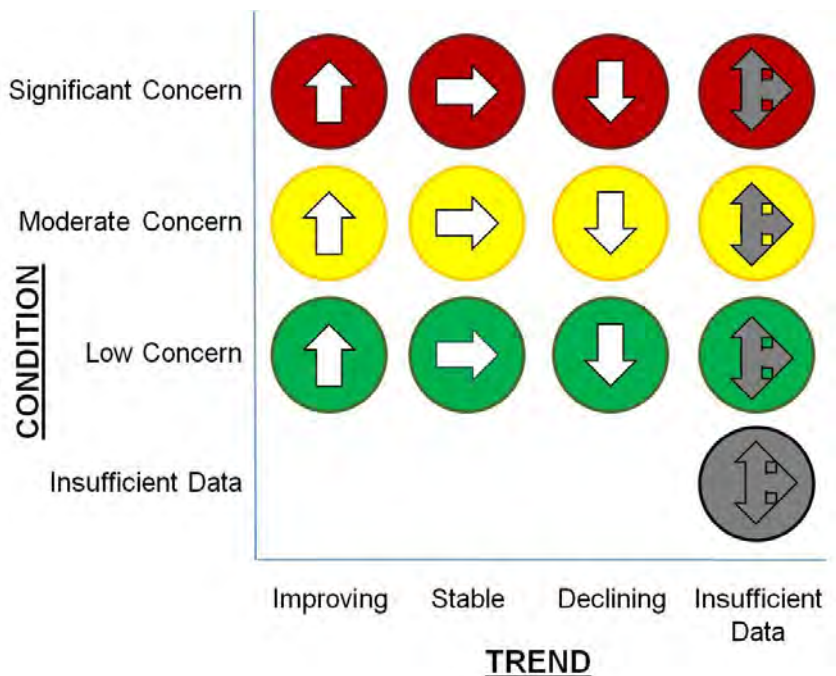 Significant Concern
Moderate Concern
CONDITION
Low Concern
Insufficient Data
Improving
Stable
Declining
Insufficient
Data
TREND